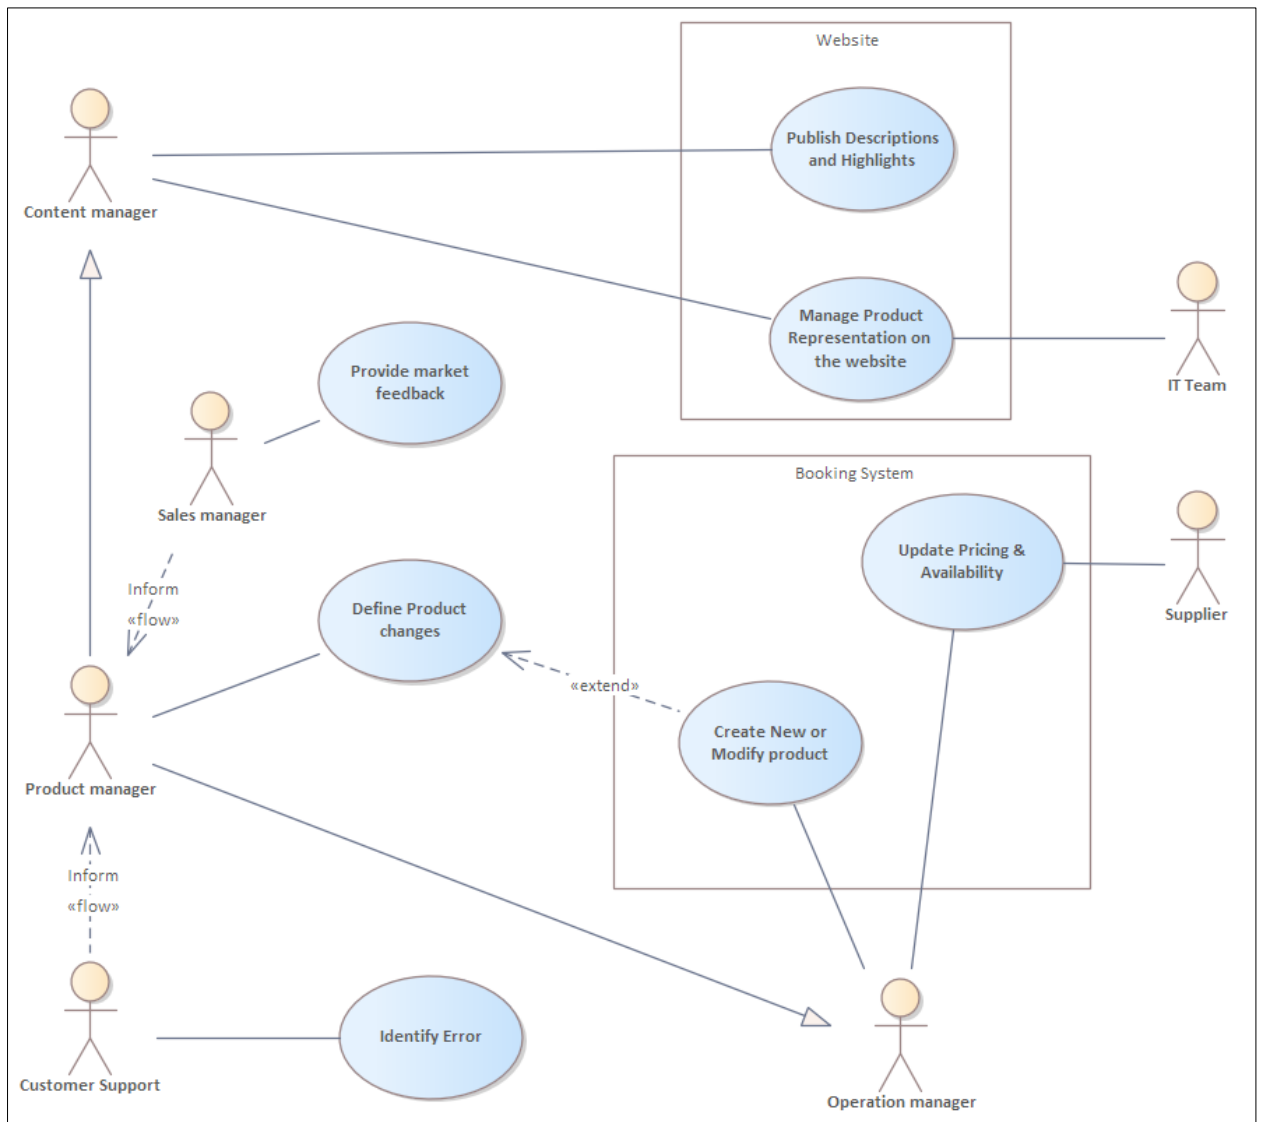 Website
Publish Descriptions
and Highlights
Content manager
Manage Product
Representation on
the website
IT Team
Provide market
feedback
Sales manager
Booking System
Update Pricing &
Availability
Supplier
Inform
«flow»
Define Product
changes
«extend»
Create New or
Modify product
Product manager
Inform
«flow»
Identify Error
Customer Support
Operation manager